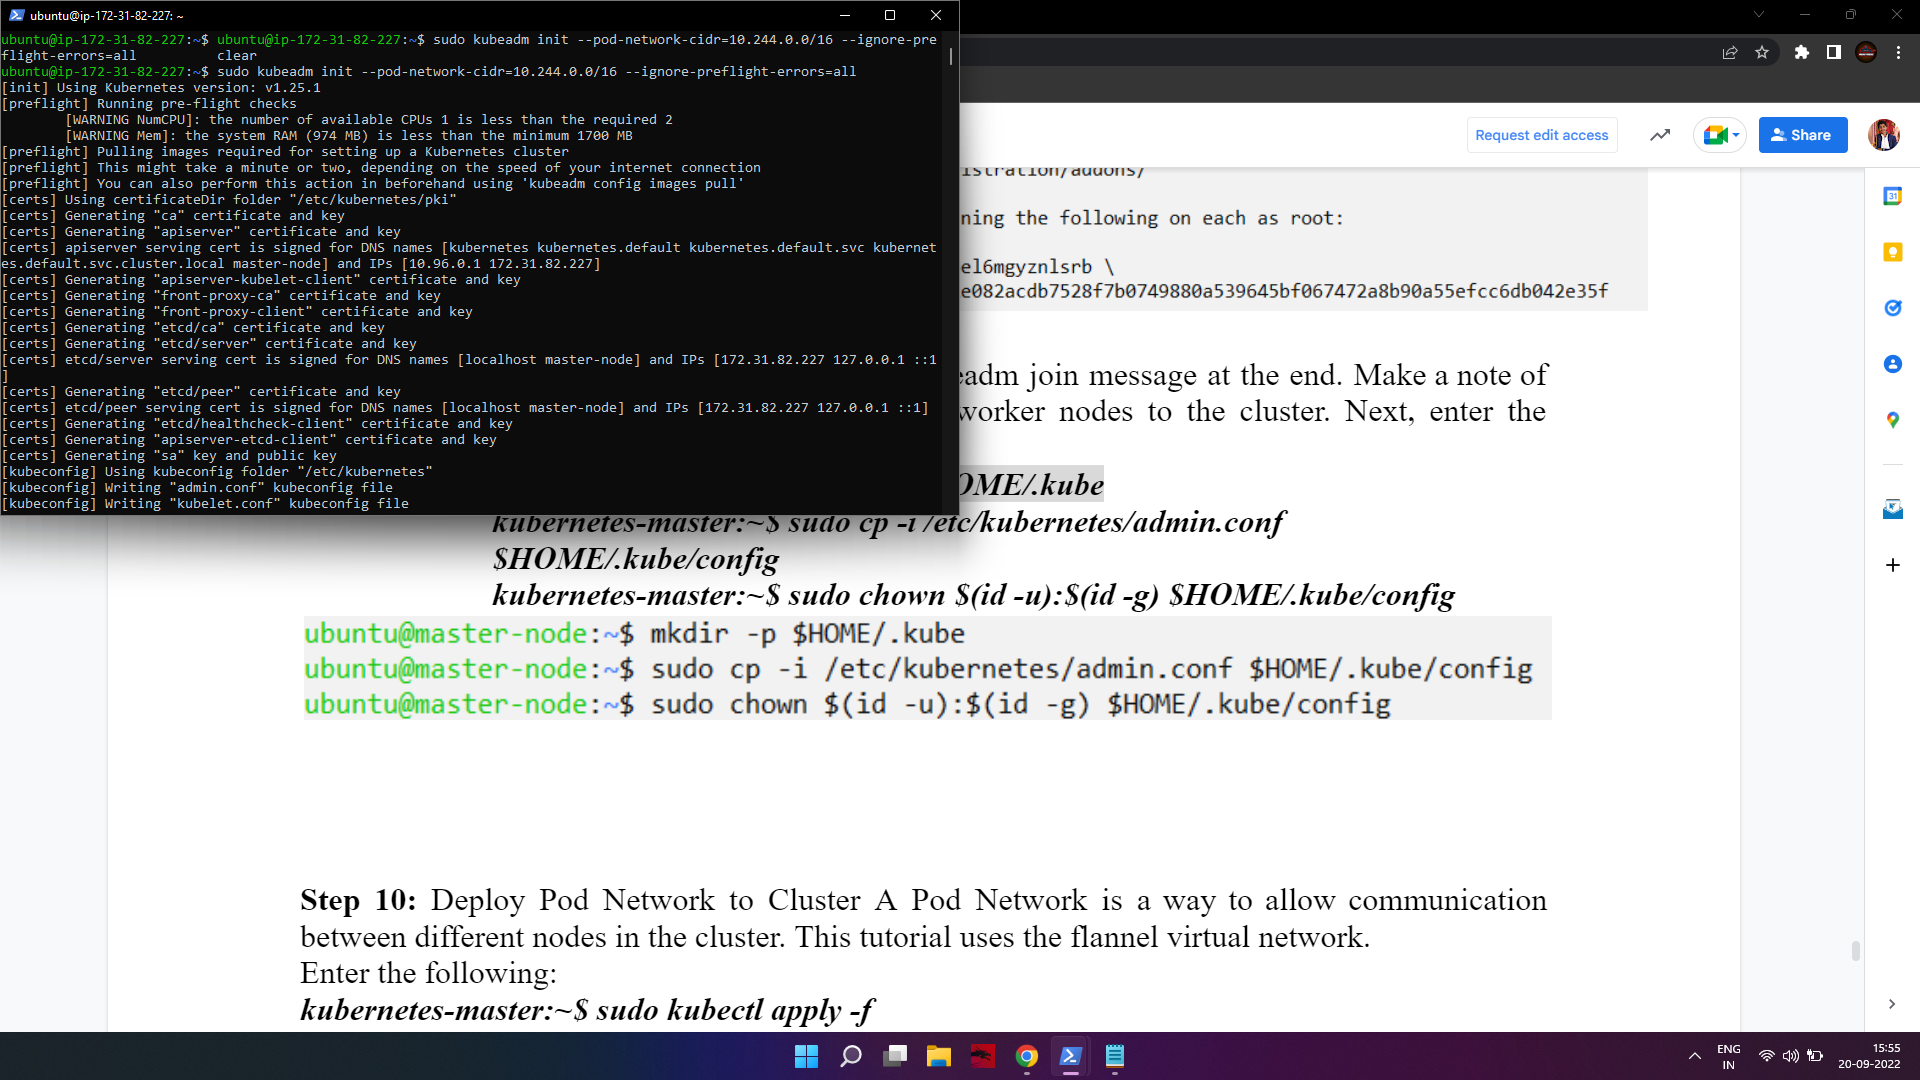 ubuntu@ip-172-31-82-227: ~
ubuntu@ip-172-31-82-227:~$ ubuntu@ip-172-31-82-227:~$ sudo kubeadm init --pod-network-cidr=10.244.0.0/16 --ignore-pre
flight-errors=all          clear
ubuntu@ip-172-31-82-227:~$ sudo kubeadm init --pod-network-cidr=10.244.0.0/16 --ignore-preflight-errors=all
[init] Using Kubernetes version: v1.25.1
[preflight] Running pre-flight checks
[WARNING NumCPU]: the number of available CPUs 1 is less than the required 2
[WARNING Mem]: the system RAM (974 MB) is less than the minimum 1700 MB
[preflight] Pulling images required for setting up a Kubernetes cluster
[preflight] This might take a minute or two, depending on the speed of your internet connection
[preflight] You can also perform this action in beforehand using 'kubeadm config images pull'
[certs] Using certificateDir folder "/etc/kubernetes/pki"
[certs] Generating "ca" certificate and key
[certs] Generating "apiserver" certificate and key
[certs] apiserver serving cert is signed for DNS names [kubernetes kubernetes.default kubernetes.default.svc kubernet
es.default.svc.cluster.local master-node] and IPs [10.96.0.1 172.31.82.227]
[certs] Generating "apiserver-kubelet-client" certificate and key
[certs] Generating "front-proxy-ca" certificate and key
[certs] Generating "front-proxy-client" certificate and key
[certs] Generating "etcd/ca" certificate and key
[certs] Generating "etcd/server" certificate and key
[certs] etcd/server serving cert is signed for DNS names [localhost master-node] and IPs [172.31.82.227 127.0.0.1 ::1
]
[certs] Generating "etcd/peer" certificate and key
[certs] etcd/peer serving cert is signed for DNS names [localhost master-node] and IPs [172.31.82.227 127.0.0.1 ::1]
[certs] Generating "etcd/healthcheck-client" certificate and key
[certs] Generating "apiserver-etcd-client" certificate and key
[certs] Generating "sa" key and public key
[kubeconfig] Using kubeconfig folder "/etc/kubernetes"
[kubeconfig] Writing "admin.conf" kubeconfig file
[kubeconfig] Writing "kubelet.conf" kubeconfig file
Request edit access
Share
31
istration/addons/
ning the following on each as root:
el6mgyznlsrb \
e082acdb7528f7b0749880a539645bf067472a8b90a55efcc6db042e35f
eadm join message at the end. Make a note of
worker nodes to the cluster. Next, enter the
OME/.kube
kubernetes-master:~$ sudo cp -i /etc/kubernetes/admin.conf
$HOME/.kube/config
kubernetes-master:~$ sudo chown $(id -u):$(id -g) $HOME/.kube/config
ubuntu@master-node:~$ mkdir -p $HOME/.kube
ubuntu@master-node:~$ sudo cp -i /etc/kubernetes/admin.conf $HOME/.kube/config
ubuntu@master-node:~$ sudo chown $(id -u):$(id -g) $HOME/.kube/config
Step 10: Deploy Pod Network to Cluster A Pod Network is a way to allow communication
between different nodes in the cluster. This tutorial uses the flannel virtual network.
Enter the following:
kubernetes-master:~$ sudo kubectl apply -f
ENG
IN
15:55
20-09-2022